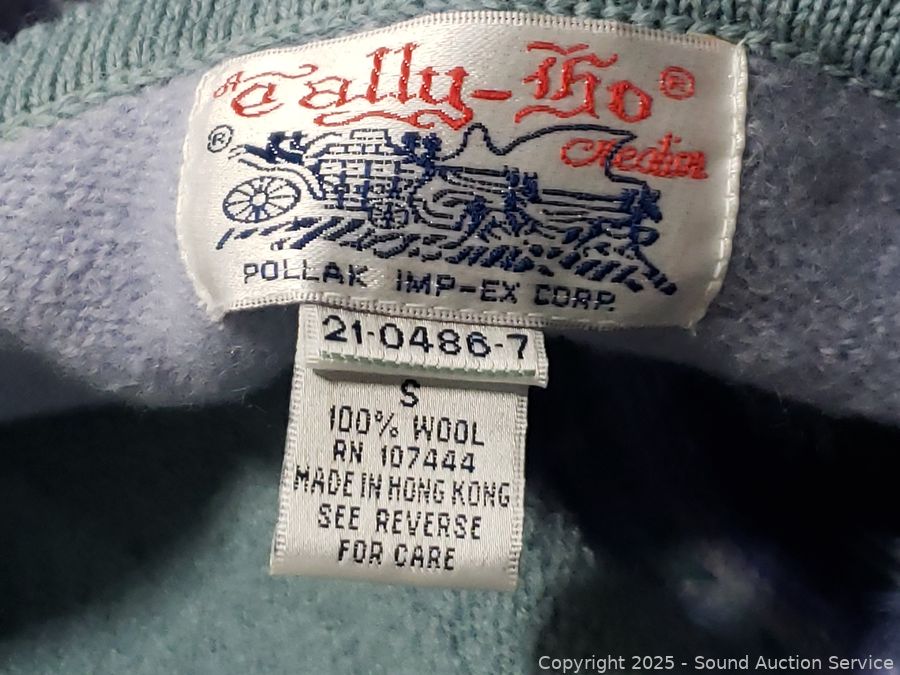 A Tally-Ho ®
®
Creation
POLLAK IMP-EX CORP.
21-0486-7
S
100% WOOL
RN 107444
MADE IN HONG KONG
SEE REVERSE
FOR CARE
Copyright 2025 - Sound Auction Service